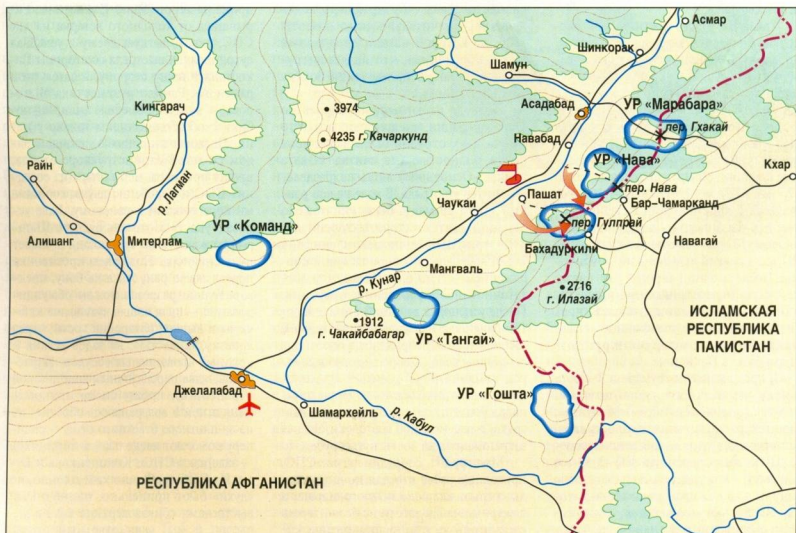 Асмар
Шинкорак
Шамун
3974
4235 г. Качаркунд
Кингарач
Асадабад
УР «Марабара»
пер. Гхакай
Навабад
УР «Нава»
Кхар
Райн
р. Лагман
Пашат
пер. Нава
Бар–Чамарканд
Чаукаи
пер. Гулпрай
УР «Команд»
Алишанг
Митерлам
Бахадуркили
Навагай
Мангваль
р. Кунар
2716
г. Илазай
ИСЛАМСКАЯ
РЕСПУБЛИКА
ПАКИСТАН
1912
г. Чакайбабагар
УР «Тангай»
Джелалабад
УР «Гошта»
Шамархейль
р. Кабул
РЕСПУБЛИКА АФГАНИСТАН